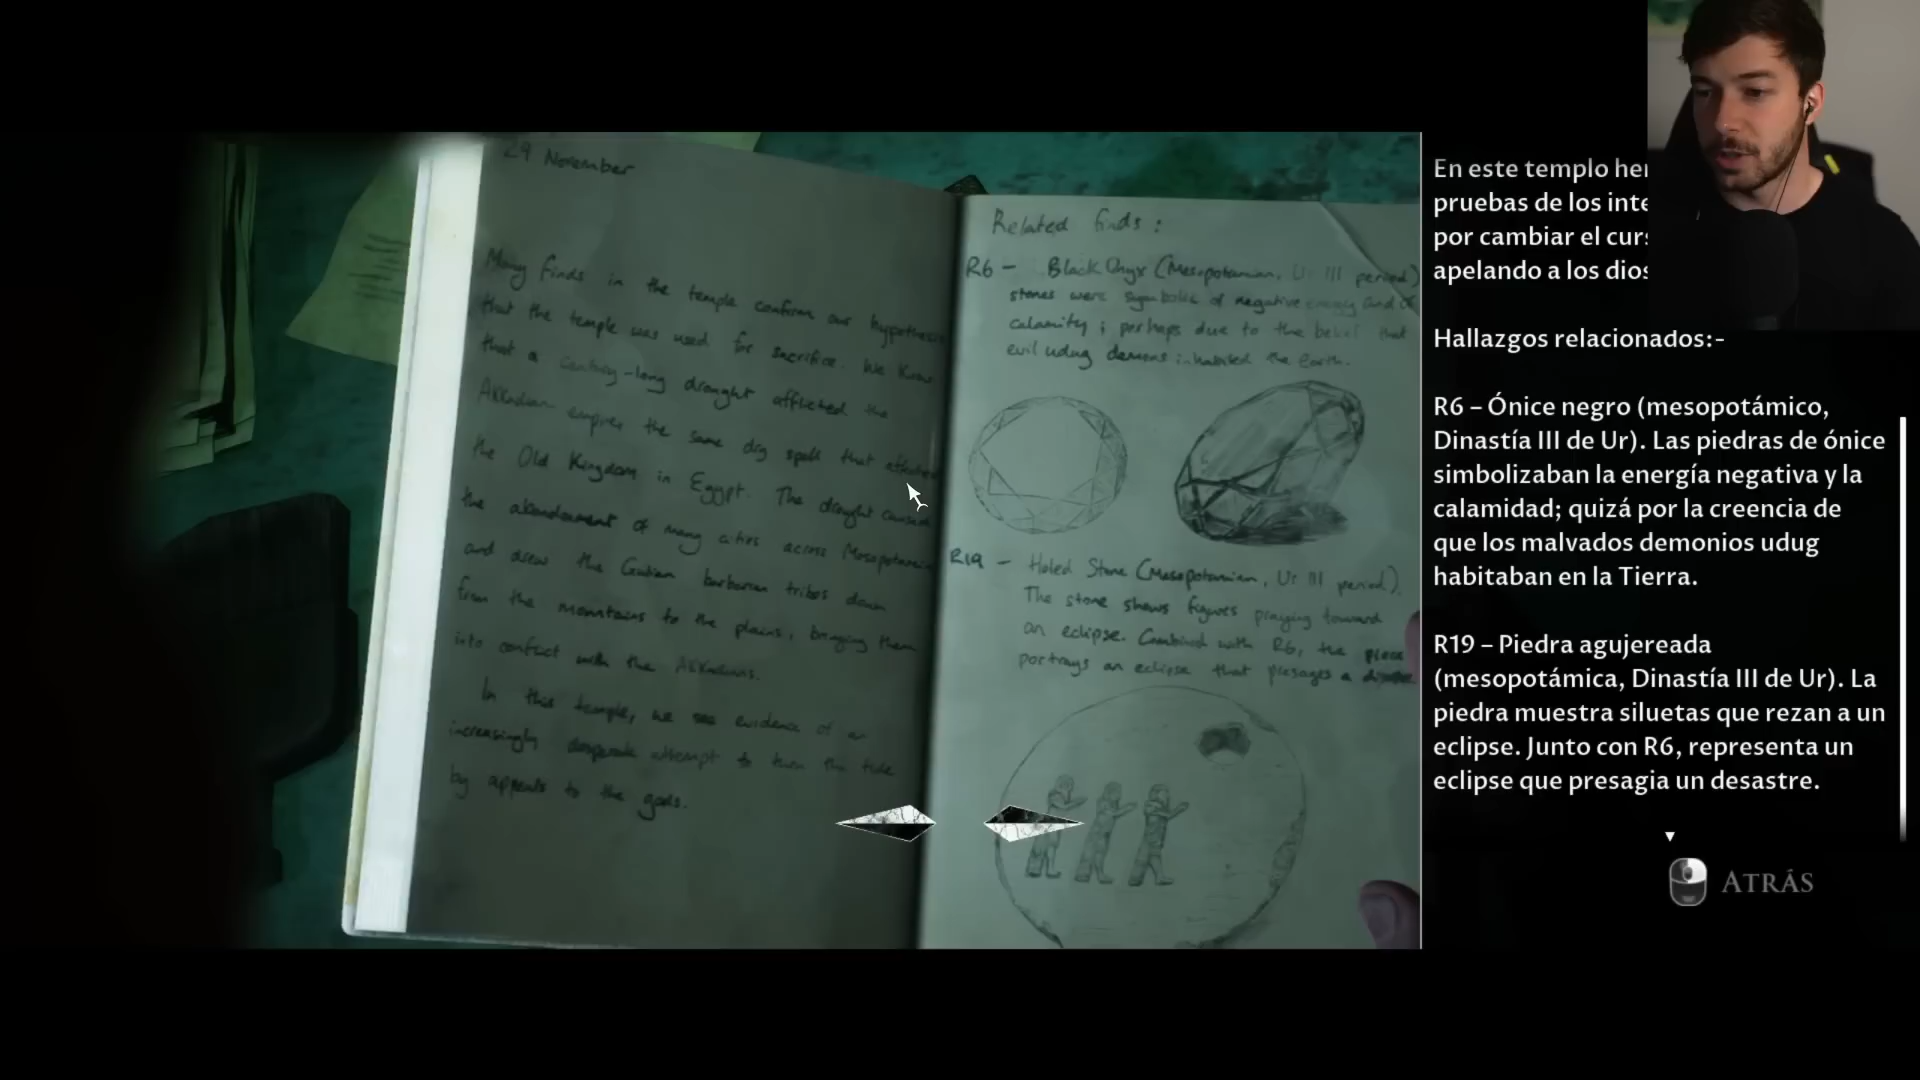 29 November
Many finds in the temple confirm our hypothesis
that the temple was used for sacrifice. We know
that a century-long drought afflicted the
Akkadian empire, the same dry spell that affected
the Old Kingdom in Egypt. The drought caused
the abandonment of many cities across Mesopotamia
and drew the Gutian barbarian tribes down
from the mountains to the plains, bringing them
into contact with the Akkadians.
In this temple, we see evidence of an
increasingly desperate attempt to turn the tide
by appeals to the gods.
Related finds:
R6 - Black Onyx (Mesopotamian, Ur III period)
stones were symbolic of negative energy and of
calamity; perhaps due to the belief that
evil udug demons inhabited the Earth.
R19 - Holed Stone (Mesopotamian, Ur III period).
The stone shows figures praying toward
an eclipse. Combined with R6, the piece
portrays an eclipse that presages a
En este templo
pruebas de los
por cambiar el
apelando a los
Hallazgos relacionados:-
R6 – Ónice negro (mesopotámico,
Dinastía III de Ur). Las piedras de ónice
simbolizaban la energía negativa y la
calamidad; quizá por la creencia de
que los malvados demonios udug
habitaban en la Tierra.
R19 – Piedra agujereada
(mesopotámica, Dinastía III de Ur). La
piedra muestra siluetas que rezan a un
eclipse. Junto con R6, representa un
eclipse que presagia un desastre.
ATRÁS